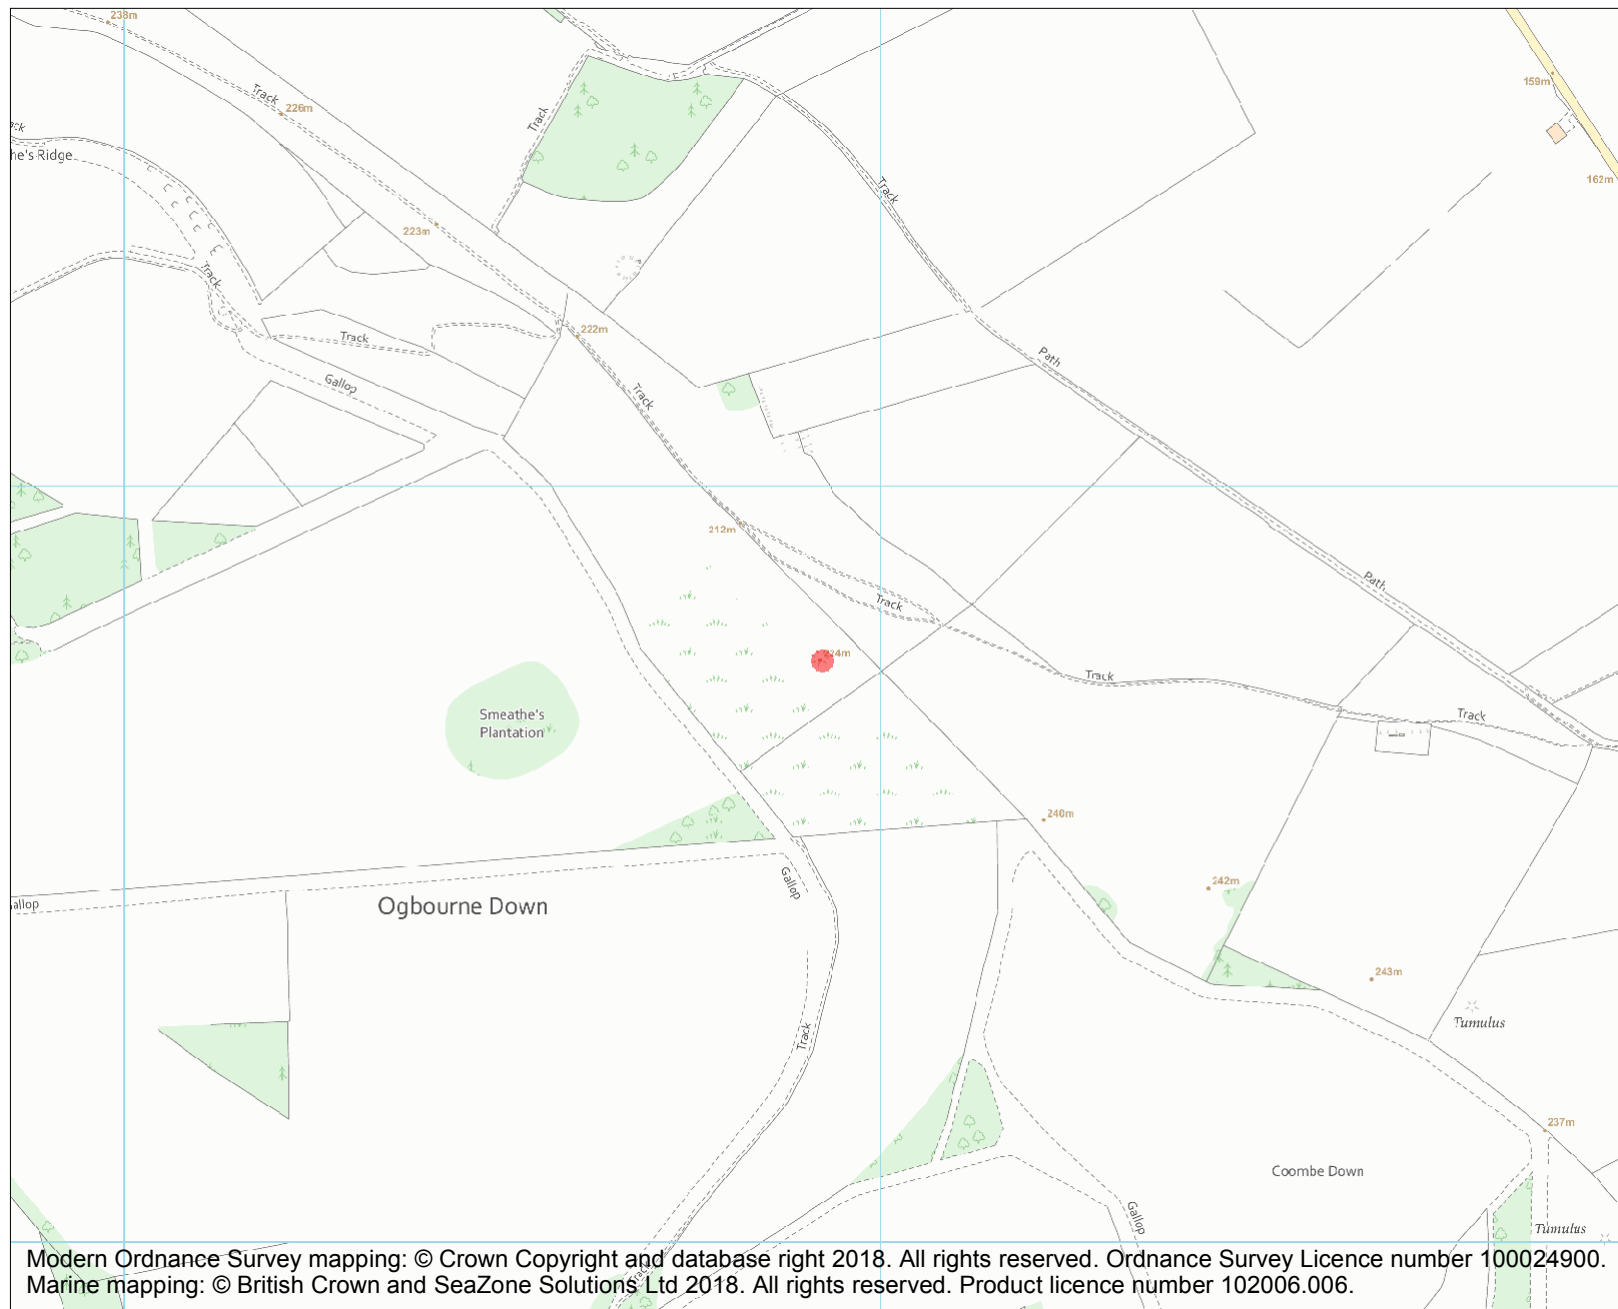 238m
Track
226m
159m
162m
he's Ridge
Track
Track
223m
Track
222m
Track
Gallop
Track
Path
212m
Path
Track
Track
Smeathe's
Plantation
Track
240m
Gallop
242m
Ogbourne Down
243m
Tumulus
Track
237m
Coombe Down
Gallop
Tumulus
Track
Modern Ordnance Survey mapping: © Crown Copyright and database right 2018. All rights reserved. Ordnance Survey Licence number 100024900.
Marine mapping: © British Crown and SeaZone Solutions Ltd 2018. All rights reserved. Product licence number 102006.006.